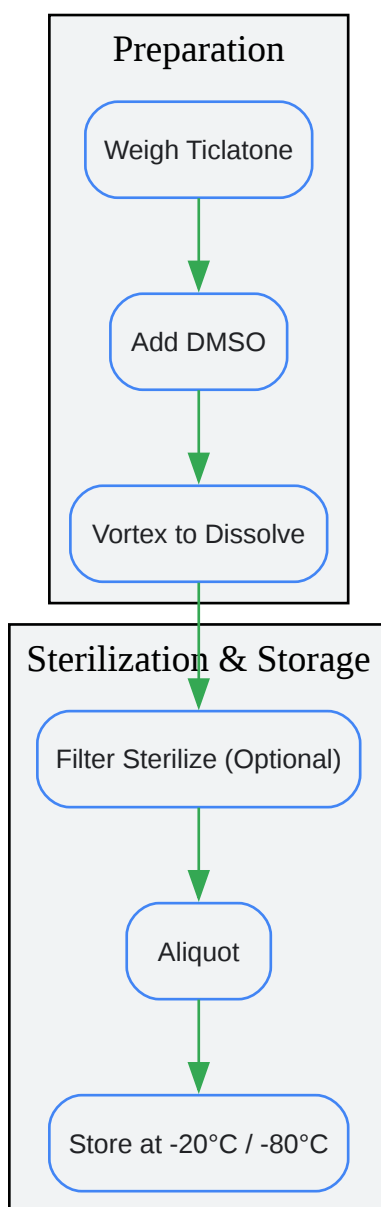 Preparation
Weigh Ticlatone
Add DMSO
Vortex to Dissolve
Sterilization & Storage
Filter Sterilize (Optional)
Aliquot
Store at -20°C / -80°C